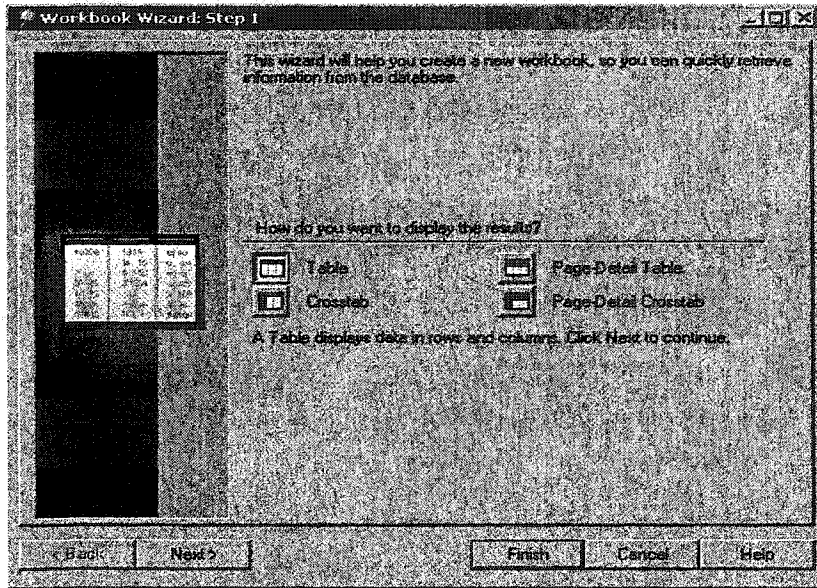 Workbook Wizard: Step 1
This wizard will help you create a new workbook, so you can quickly retrieve
information from the database.
How do you want to display the results?
Table
Page-Detail Table
Crosstab
Page-Detail Crosstab
A Table displays data in rows and columns. Click Next to continue.
< Back
Next >
Finish
Cancel
Help